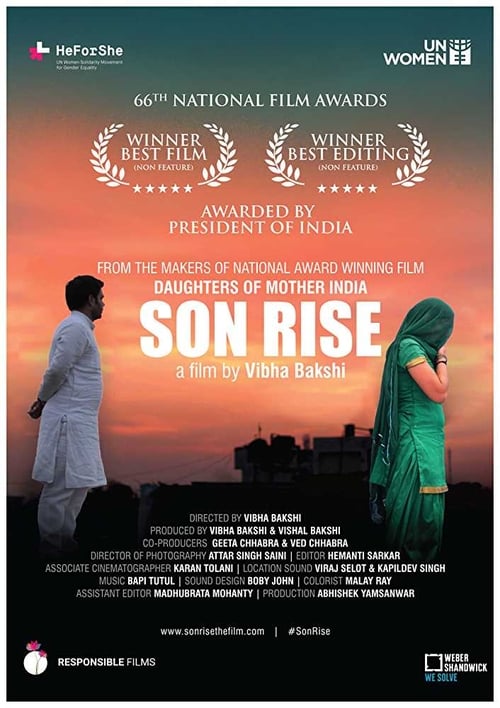 HeForShe
UN Women Solidarity Movement
for Gender Equality
UN
WOMEN
66TH NATIONAL FILM AWARDS
WINNER
BEST FILM
(NON FEATURE)
WINNER
BEST EDITING
(NON FEATURE)
AWARDED BY
PRESIDENT OF INDIA
FROM THE MAKERS OF NATIONAL AWARD WINNING FILM
DAUGHTERS OF MOTHER INDIA
SON RISE
a film by Vibha Bakshi
DIRECTED BY VIBHA BAKSHI
PRODUCED BY VIBHA BAKSHI & VISHAL BAKSHI
CO-PRODUCERS GEETA CHHABRA & VED CHHABRA
DIRECTOR OF PHOTOGRAPHY ATTAR SINGH SAINI | EDITOR HEMANTI SARKAR
ASSOCIATE CINEMATOGRAPHER KARAN TOLANI | LOCATION SOUND VIRAJ SELOT & KAPILDEV SINGH
MUSIC BAPI TUTUL | SOUND DESIGN BOBY JOHN | COLORIST MALAY RAY
ASSISTANT EDITOR MADHUBRATA MOHANTY | PRODUCTION ABHISHEK YAMSANWAR
www.sonrisethefilm.com | #SonRise
RESPONSIBLE FILMS
WEBER
SHANDWICK
WE SOLVE